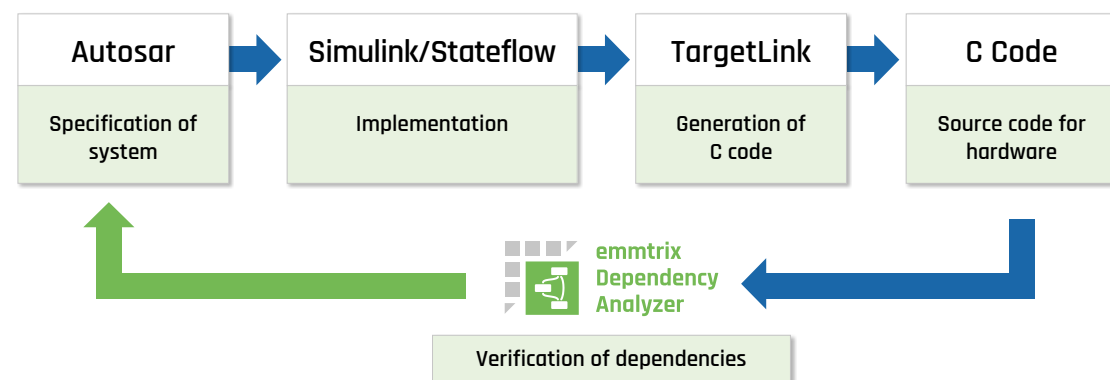 Autosar
Simulink/Stateflow
TargetLink
C Code
Specification of
system
Implementation
Generation of
C code
Source code for
hardware
emmtrix
Dependency
Analyzer
Verification of dependencies